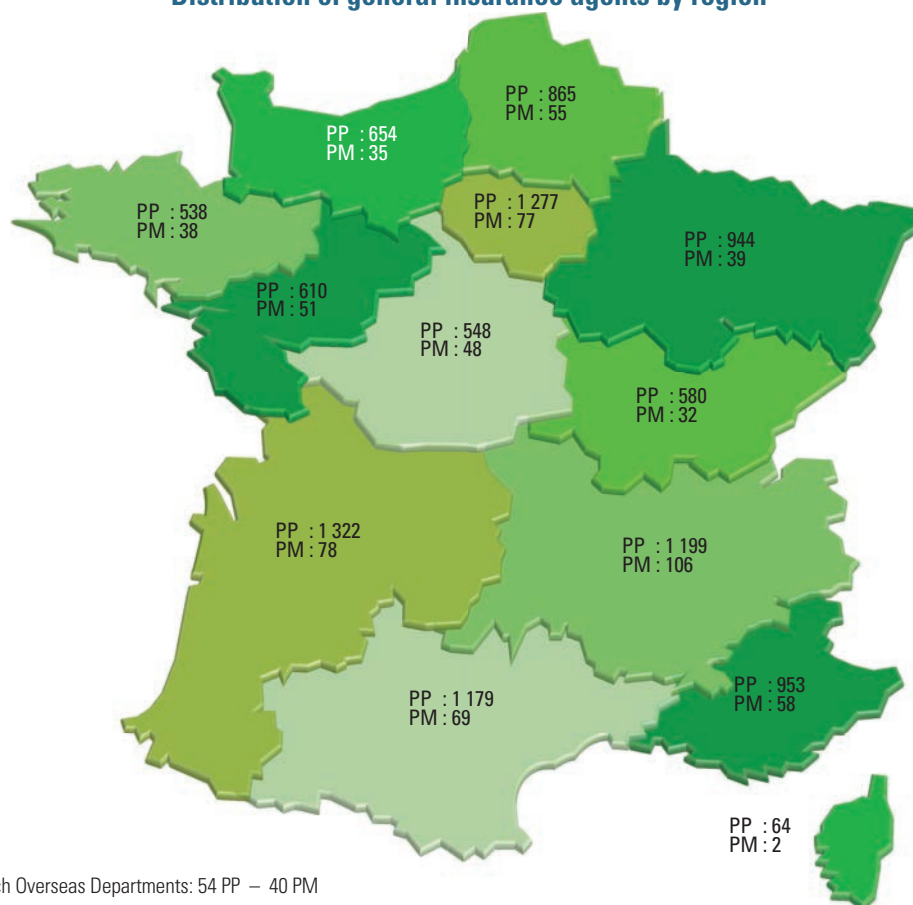 Distribution of general insurance agents by region
PP : 865
PM : 55
PP : 654
PM : 35
PP : 1 277
PM : 77
PP : 538
PM : 38
PP : 944
PM : 39
PP : 610
PM : 51
PP : 548
PM : 48
PP : 580
PM : 32
PP : 1 322
PM : 78
PP : 1 199
PM : 106
PP : 953
PM : 58
PP : 1 179
PM : 69
PP : 64
PM : 2
ch Overseas Departments: 54 PP – 40 PM